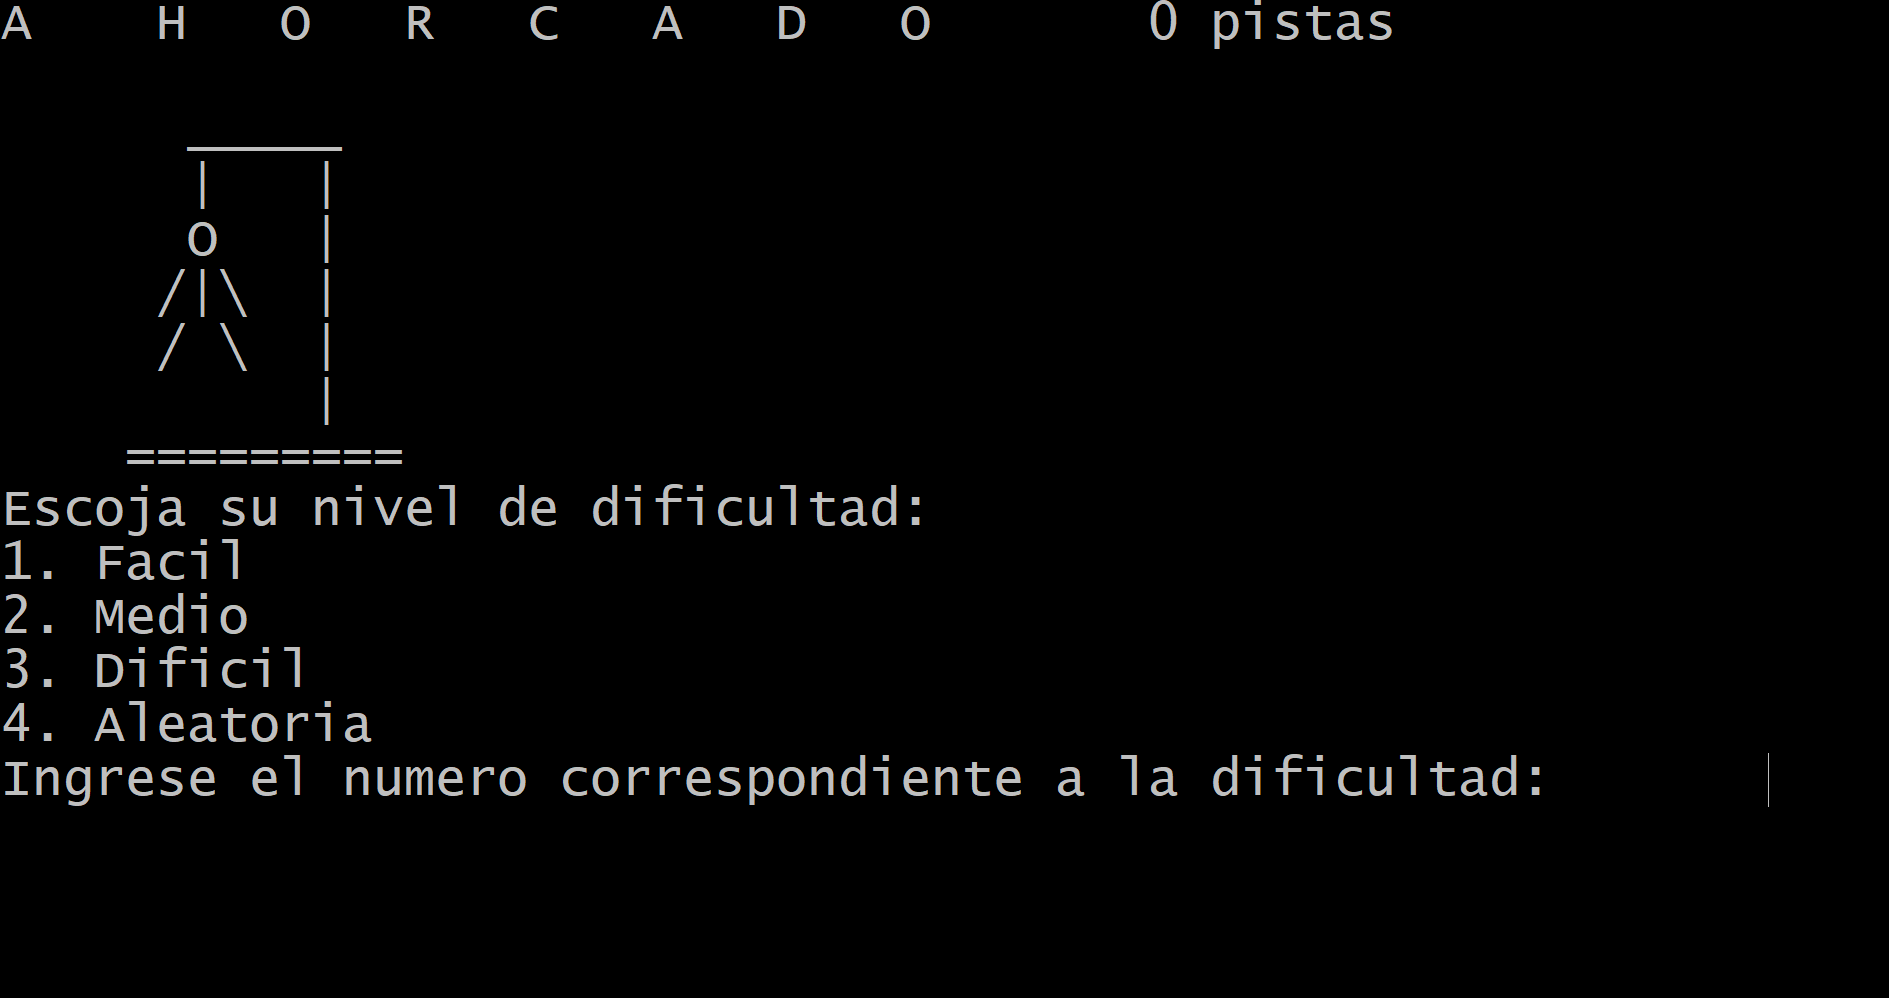 A    H   O   R   C   A   D   O       0 pistas
      _____
      |   |
      O   |
     /|\  |
     / \  |
          |
    =========
Escoja su nivel de dificultad:
1. Facil
2. Medio
3. Dificil
4. Aleatoria
Ingrese el numero correspondiente a la dificultad: